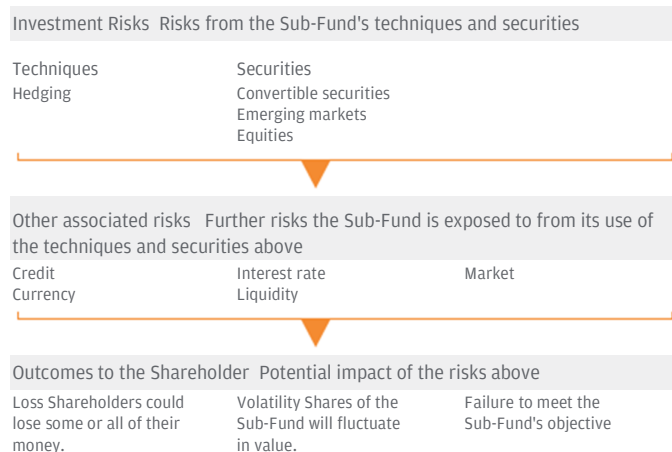 Investment Risks Risks from the Sub-Fund's techniques and securities
Techniques
Hedging
Securities
Convertible securities
Emerging markets
Equities
Other associated risks Further risks the Sub-Fund is exposed to from its use of
the techniques and securities above
Credit
Currency
Interest rate
Liquidity
Market
Outcomes to the Shareholder Potential impact of the risks above
Loss Shareholders could
lose some or all of their
money.
Volatility Shares of the
Sub-Fund will fluctuate
in value.
Failure to meet the
Sub-Fund's objective